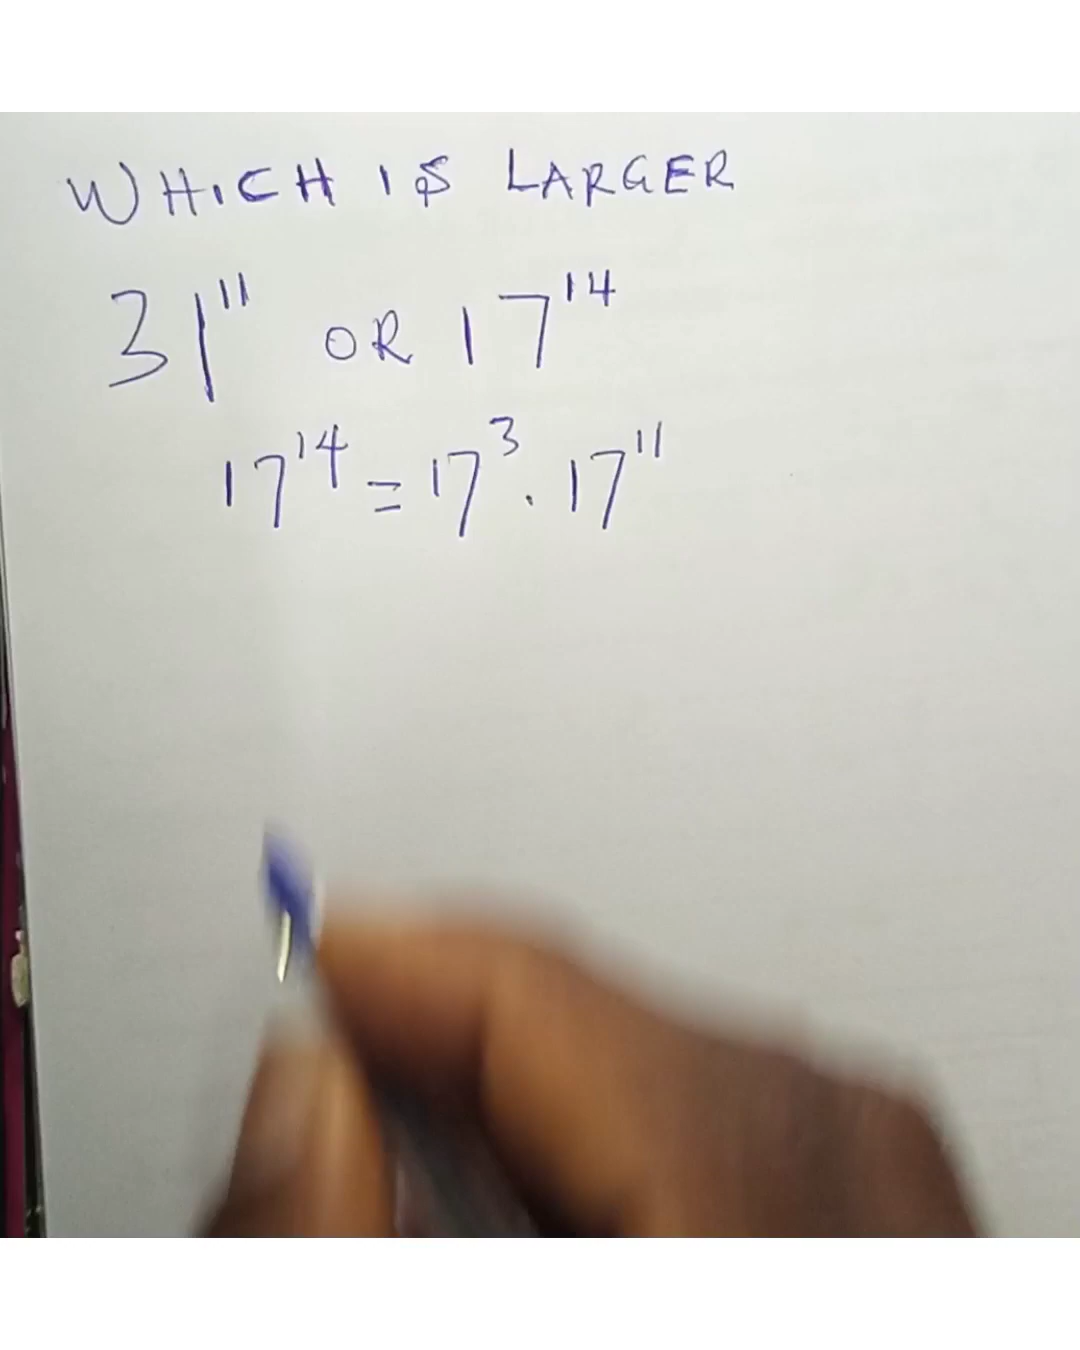 WHICH IS LARGER
31¹¹ OR 17¹⁴
17¹⁴ = 17³ . 17¹¹